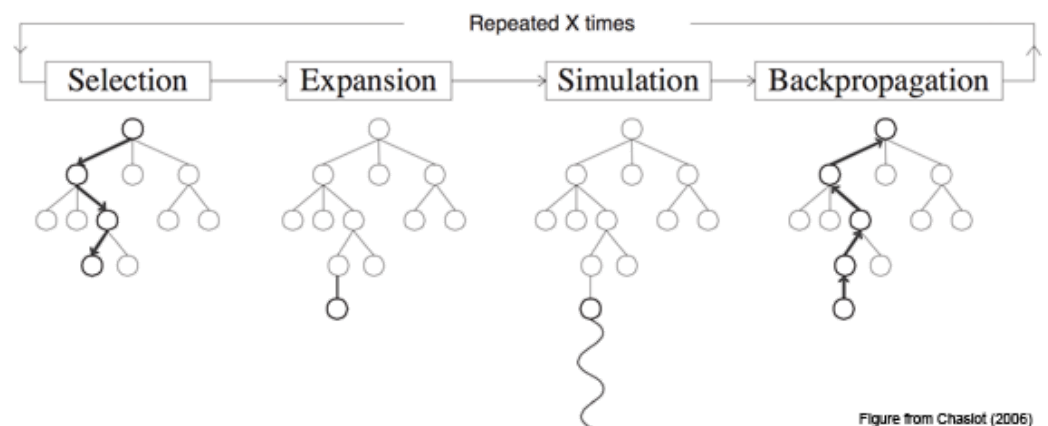 Repeated X times
Selection
Expansion
Simulation
Backpropagation
Figure from Chaslot (2006)